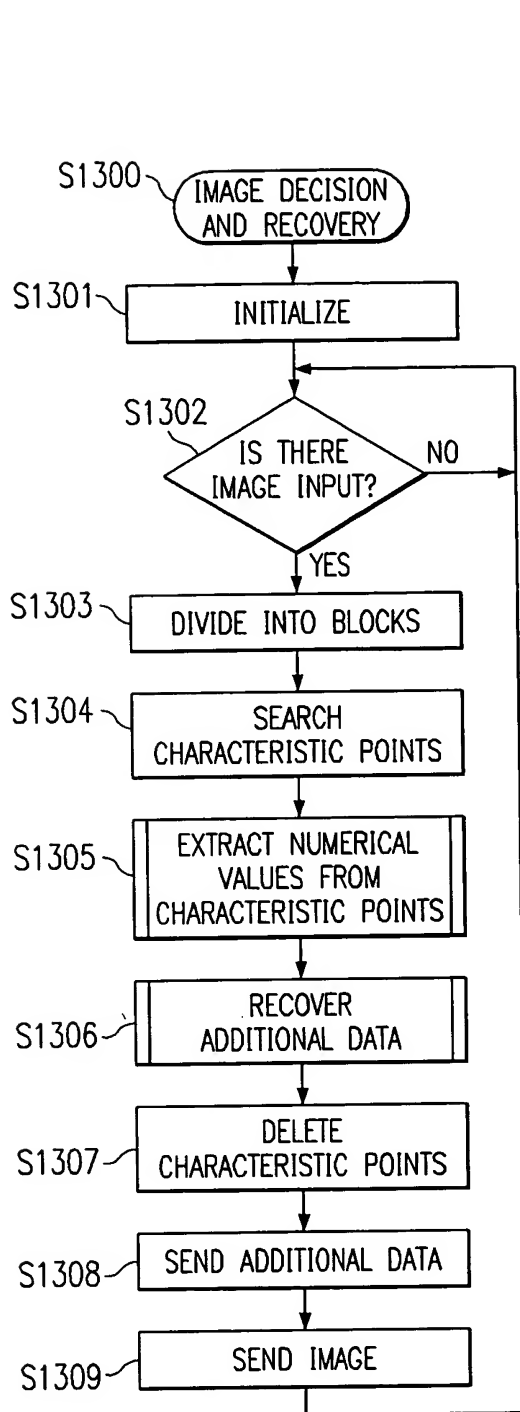 S1300
IMAGE DECISION
AND RECOVERY
S1301
INITIALIZE
S1302
IS THERE
IMAGE INPUT?
NO
YES
S1303
DIVIDE INTO BLOCKS
S1304
SEARCH
CHARACTERISTIC POINTS
S1305
EXTRACT NUMERICAL
VALUES FROM
CHARACTERISTIC POINTS
S1306
RECOVER
ADDITIONAL DATA
S1307
DELETE
CHARACTERISTIC POINTS
S1308
SEND ADDITIONAL DATA
S1309
SEND IMAGE